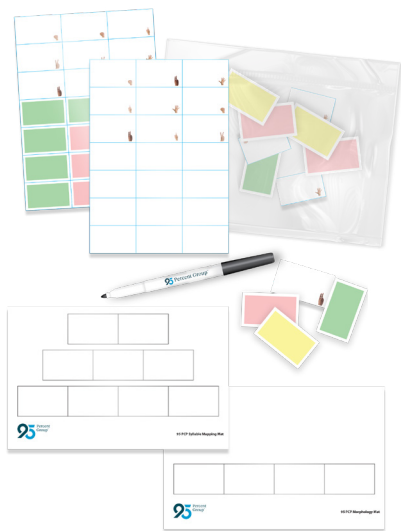 95 Percent Group
95 Percent
Group
95 PCP Syllable Mapping Mat
95 Percent
Group
95 PCP Morphology Mat